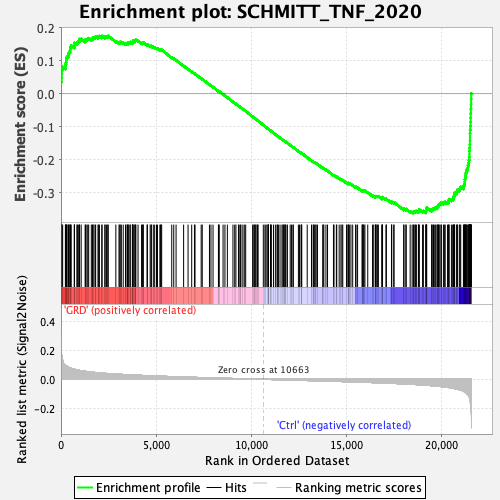 Enrichment plot: SCHMITT_TNF_2020
Enrichment score (ES)
0.2
0.1
0.0
-0.1
-0.2
-0.3
'GRD' (positively correlated)
Ranked list metric (Signal2Noise)
0.4
0.2
0.0
-0.2
Zero cross at 10663
'Ctrl' (negatively correlated)
0
5,000
10,000
15,000
20,000
Rank in Ordered Dataset
Enrichment profile
Hits
Ranking metric scores